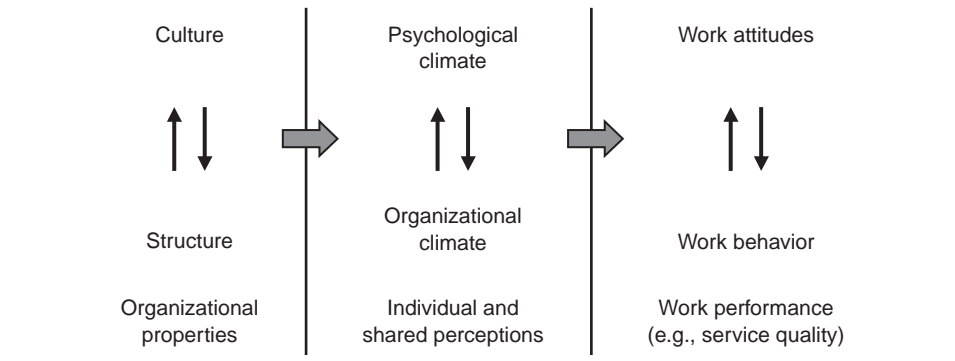 Culture
Psychological
climate
Work attitudes
Structure
Organizational
climate
Work behavior
Organizational
properties
Individual and
shared perceptions
Work performance
(e.g., service quality)